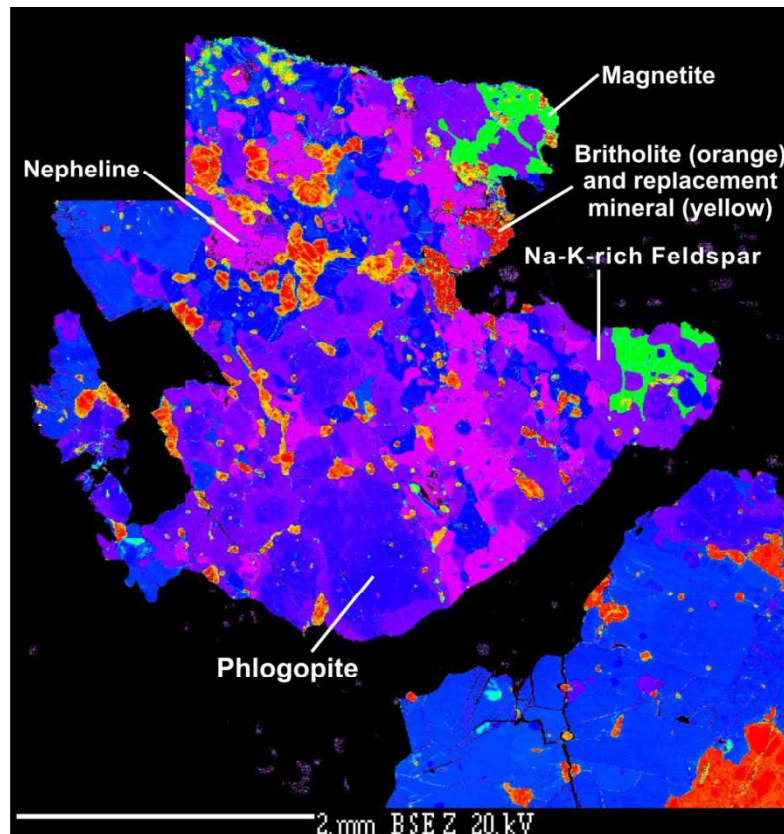 Magnetite
Britholite (orange)
and replacement
mineral (yellow)
Nepheline
Na-K-rich Feldspar
Phlogopite
2.mm BSE Z 20.kV